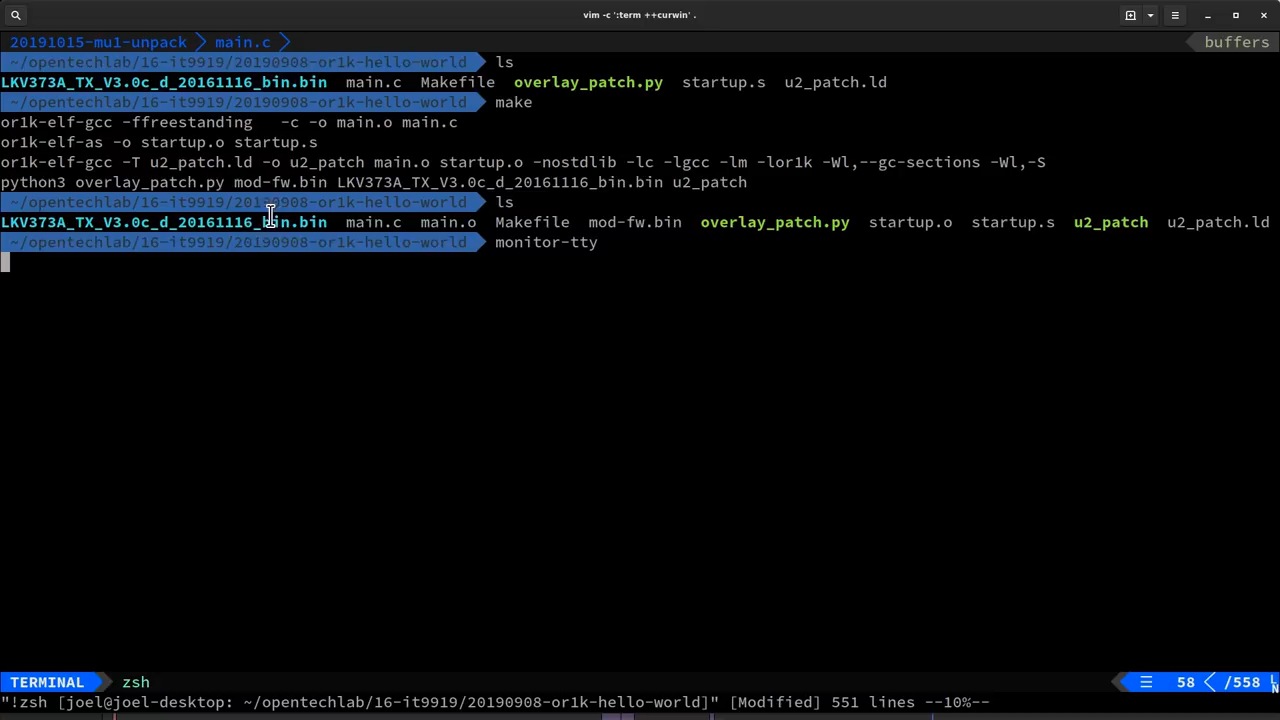 vim -c ':term ++curwin' .
20191015-mu1-unpack main.c buffers
~/opentechlab/16-it9919/20190908-or1k-hello-world ls
LKV373A_TX_V3.0c_d_20161116_bin.bin main.c Makefile overlay_patch.py startup.s u2_patch.ld
~/opentechlab/16-it9919/20190908-or1k-hello-world make
or1k-elf-gcc -ffreestanding -c -o main.o main.c
or1k-elf-as -o startup.o startup.s
or1k-elf-gcc -T u2_patch.ld -o u2_patch main.o startup.o -nostdlib -lc -lgcc -lm -lor1k -Wl,--gc-sections -Wl,-S
python3 overlay_patch.py mod-fw.bin LKV373A_TX_V3.0c_d_20161116_bin.bin u2_patch
~/opentechlab/16-it9919/20190908-or1k-hello-world ls
LKV373A_TX_V3.0c_d_20161116_bin.bin main.c main.o Makefile mod-fw.bin overlay_patch.py startup.o startup.s u2_patch u2_patch.ld
~/opentechlab/16-it9919/20190908-or1k-hello-world monitor-tty
TERMINAL zsh 58 /558
"!zsh [joel@joel-desktop: ~/opentechlab/16-it9919/20190908-or1k-hello-world]" [Modified] 551 lines --10%--